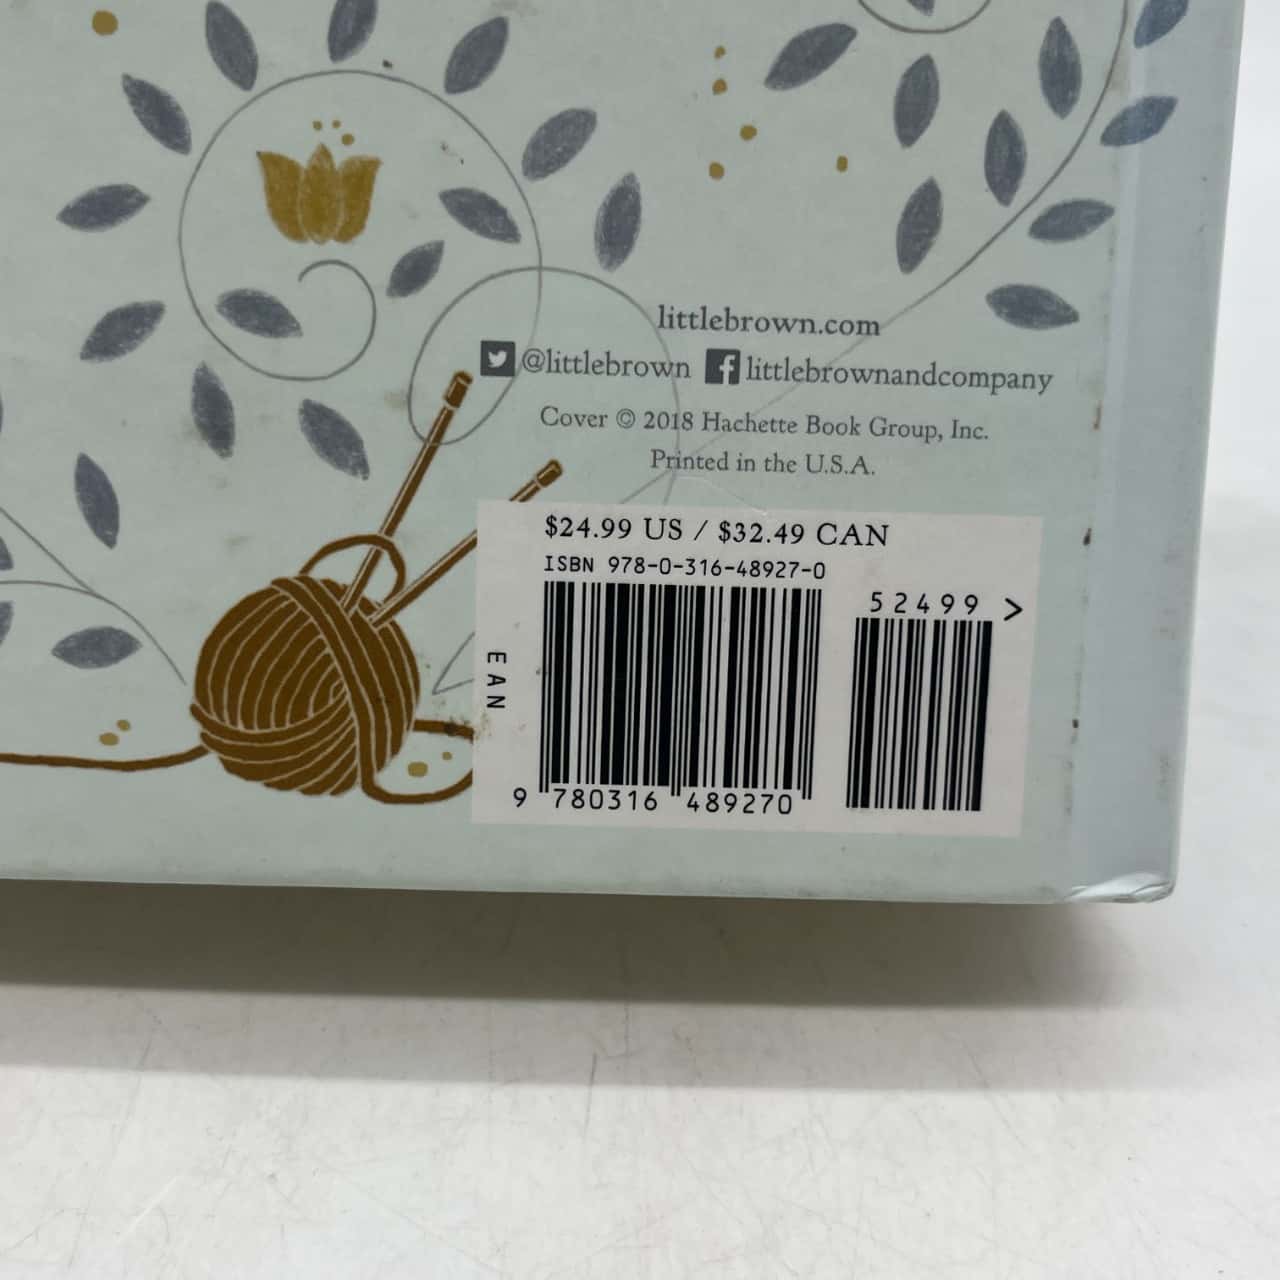 littlebrown.com
@littlebrown f littlebrownandcompany
Cover © 2018 Hachette Book Group, Inc.
Printed in the U.S.A.
$24.99 US / $32.49 CAN
ISBN 978-0-316-48927-0
52499 >
EAN
9 780316 489270